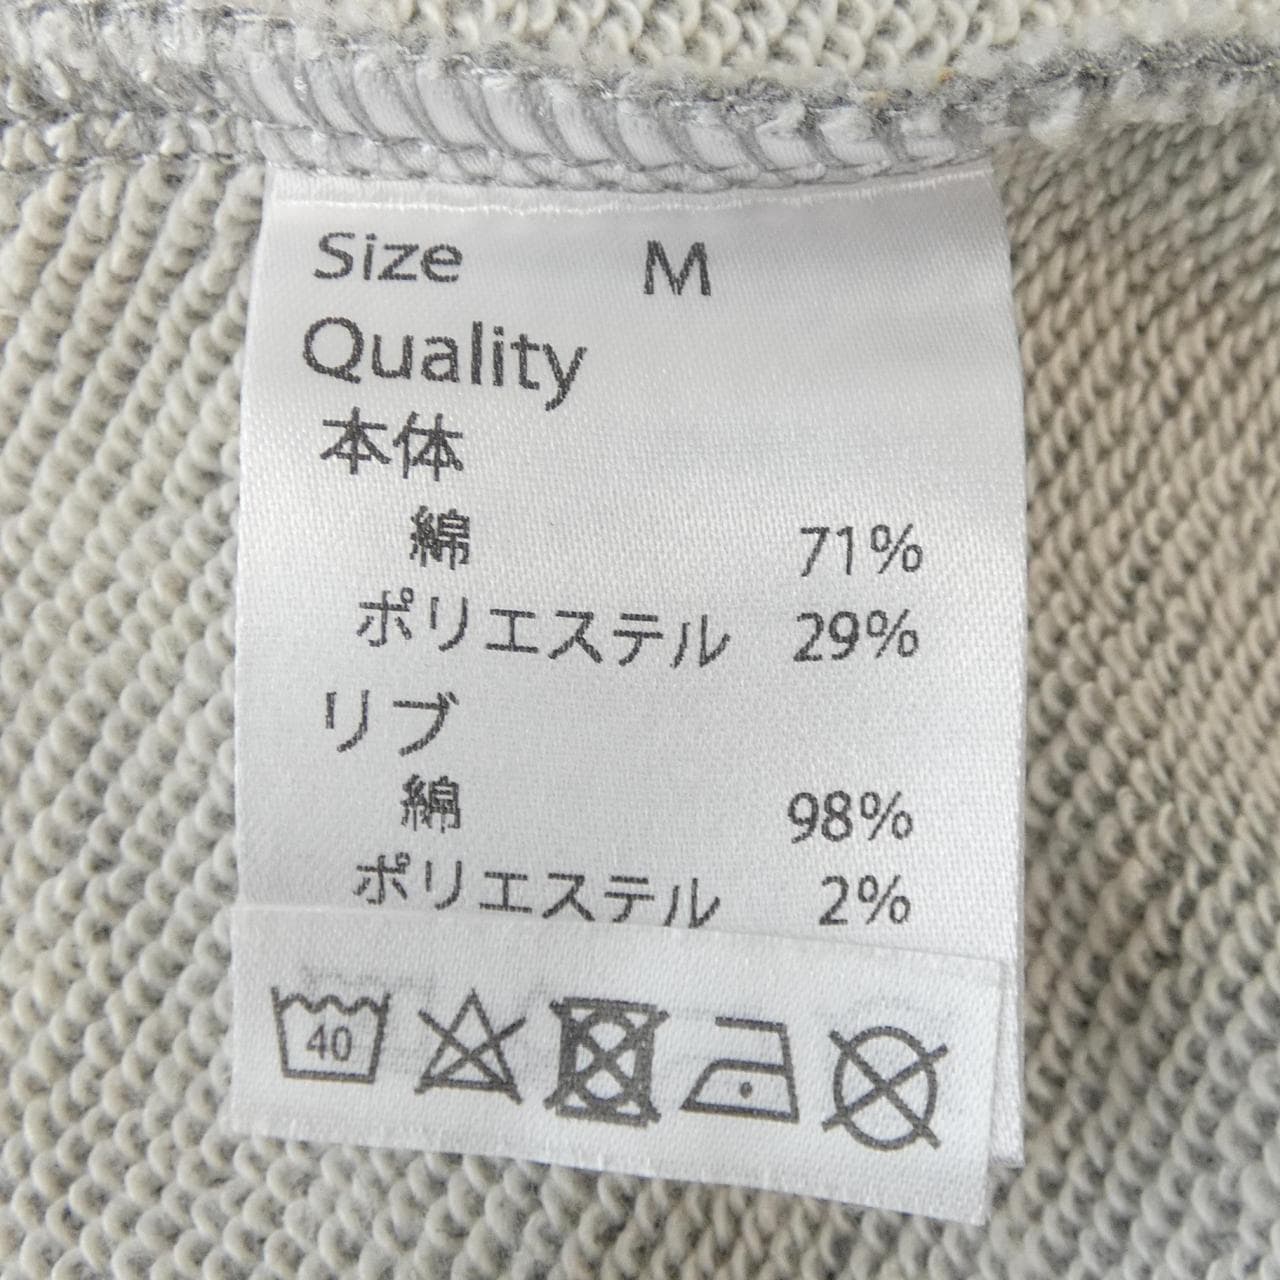 Size M
Quality
本体
綿 71%
ポリエステル 29%
リブ
綿 98%
ポリエステル 2%
40